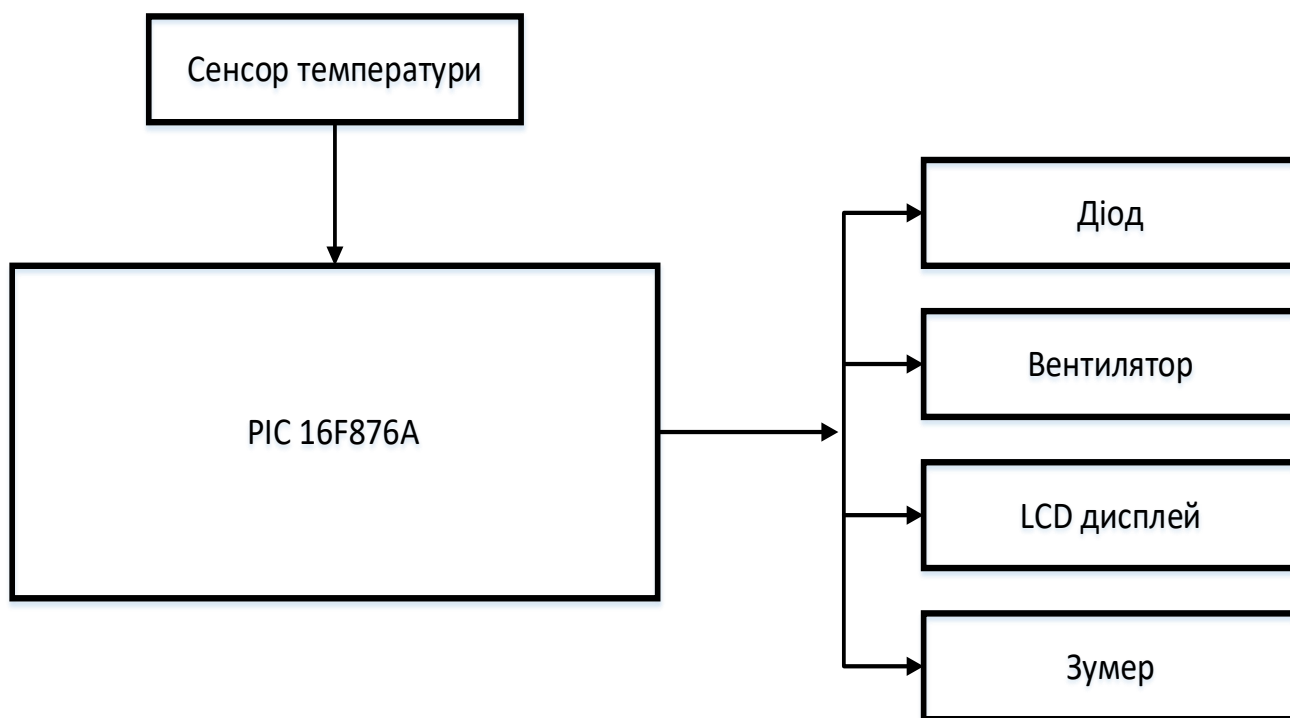 Сенсор температури
Діод
Вентилятор
PIC 16F876A
LCD дисплей
Зумер